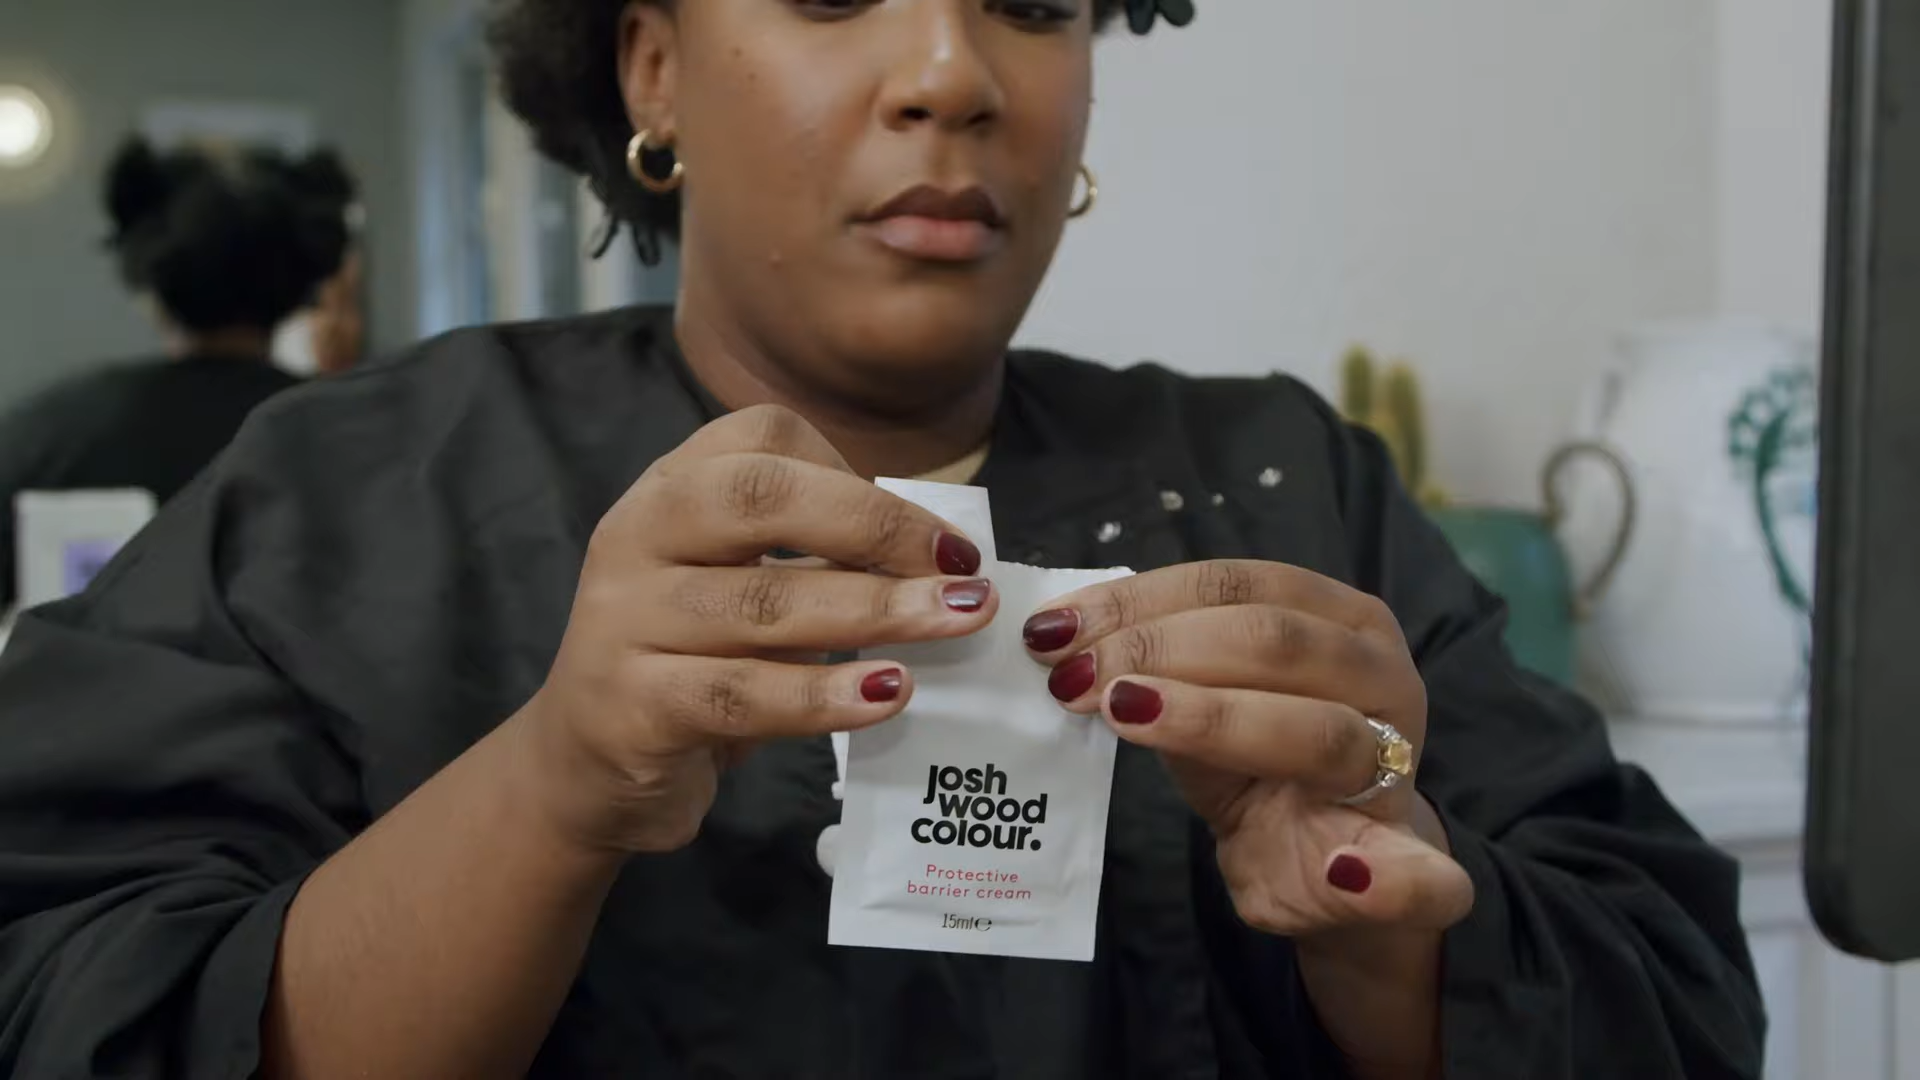 josh
wood
colour.
Protective
barrier cream
15ml℮